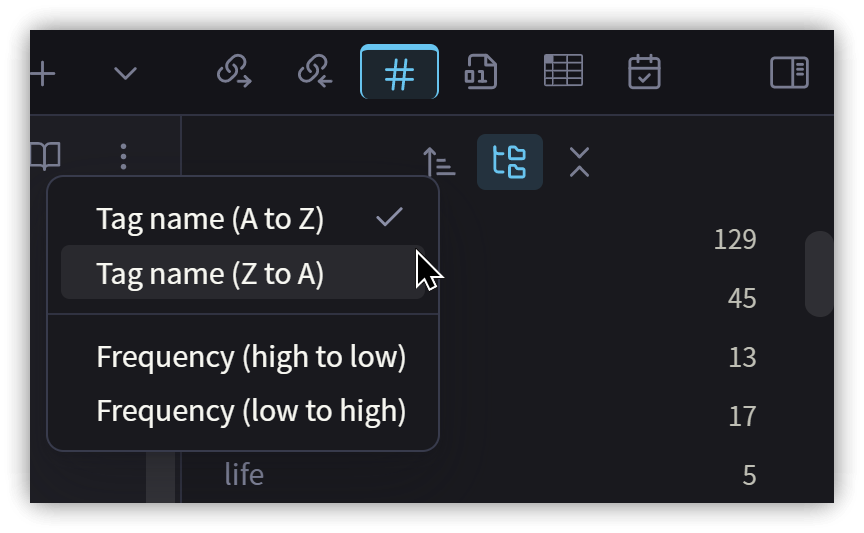 #
01
Tag name (A to Z)
129
Tag name (Z to A)
45
Frequency (high to low)
13
Frequency (low to high)
17
life
5